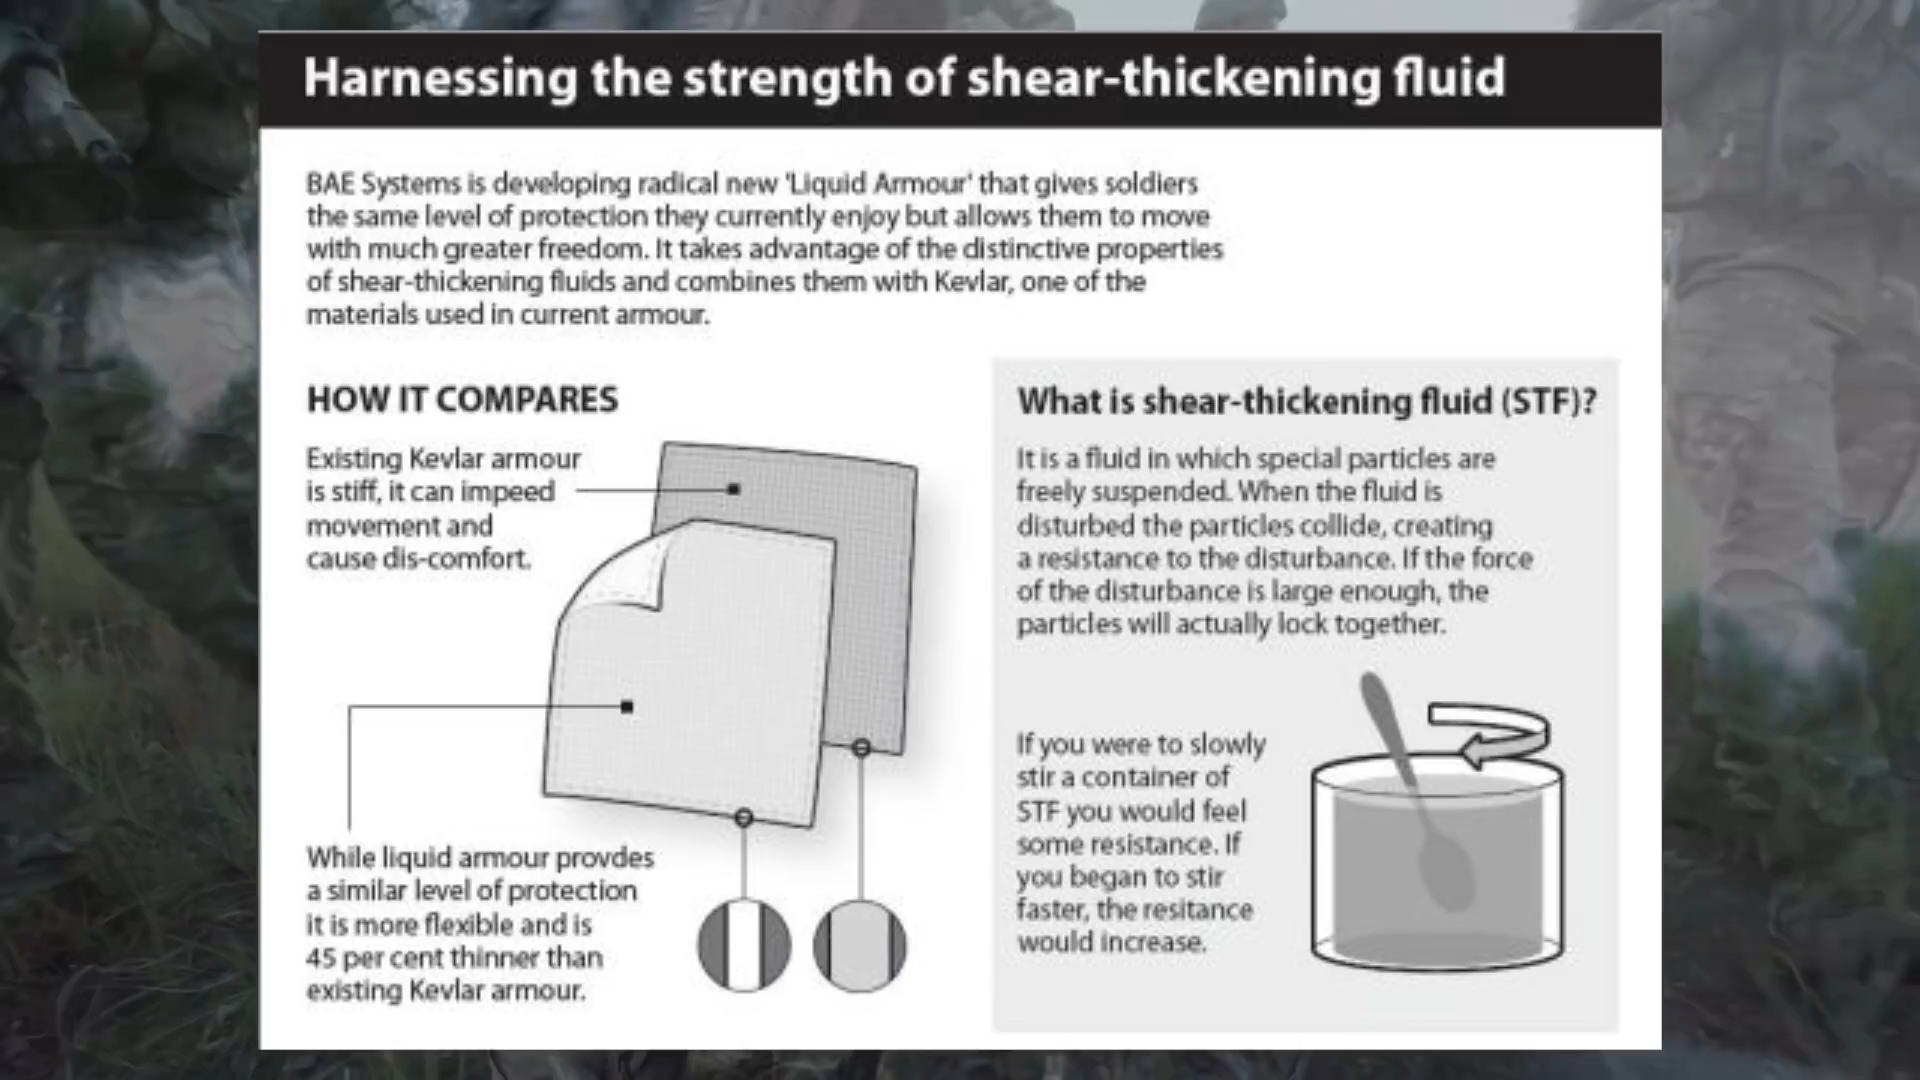 Harnessing the strength of shear-thickening fluid
BAE Systems is developing radical new 'Liquid Armour' that gives soldiers
the same level of protection they currently enjoy but allows them to move
with much greater freedom. It takes advantage of the distinctive properties
of shear-thickening fluids and combines them with Kevlar, one of the
materials used in current armour.
HOW IT COMPARES
Existing Kevlar armour
is stiff, it can impeed
movement and
cause dis-comfort.
While liquid armour provdes
a similar level of protection
it is more flexible and is
45 per cent thinner than
existing Kevlar armour.
What is shear-thickening fluid (STF)?
It is a fluid in which special particles are
freely suspended. When the fluid is
disturbed the particles collide, creating
a resistance to the disturbance. If the force
of the disturbance is large enough, the
particles will actually lock together.
If you were to slowly
stir a container of
STF you would feel
some resistance. If
you began to stir
faster, the resitance
would increase.